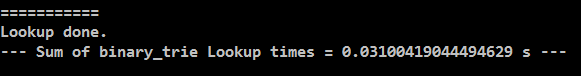 ===========
Lookup done.
--- Sum of binary_trie Lookup times = 0.03100419044494629 s ---